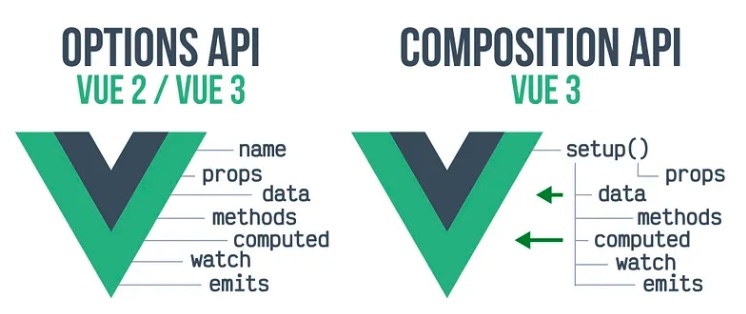 OPTIONS API
VUE 2 / VUE 3
name
props
data
methods
computed
watch
emits
COMPOSITION API
VUE 3
setup()
props
data
methods
computed
watch
emits